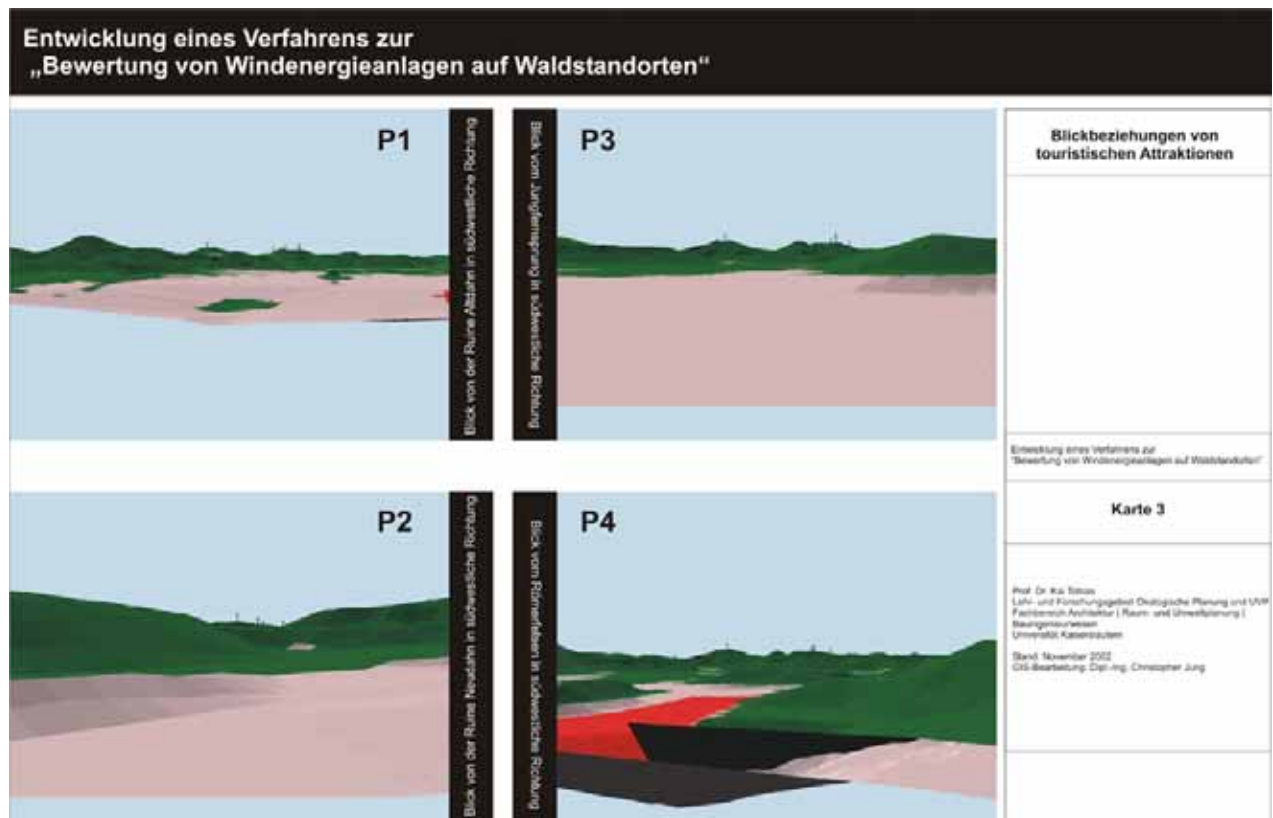 Entwicklung eines Verfahrens zur
„Bewertung von Windenergieanlagen auf Waldstandorten“
P1
Blick von der Ruine Altdahn in südwestliche Richtung
Blick vom Jungfernsprung in südwestliche Richtung
P3
P2
Blick von der Ruine Neudahn in südwestliche Richtung
Blick vom Römerfelsen in südwestliche Richtung
P4
Blickbeziehungen von
touristischen Attraktionen
Entwicklung eines Verfahrens zur
"Bewertung von Windenergieanlagen auf Waldstandorten"
Karte 3
Prof. Dr. Kai Tobias
Lehr- und Forschungsgebiet Ökologische Planung und UVP
Fachbereich Architektur | Raum- und Umweltplanung |
Bauingenieurwesen
Universität Kaiserslautern
Stand: November 2002
GIS-Bearbeitung: Dipl.-Ing. Christopher Jung